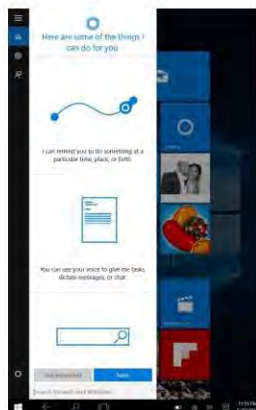 Here are some of the things I
can do for you
I can remind you to do something at a
particular time, place, or both.
You can use your voice to give me tasks,
dictate messages, or chat
Not interested
Next
Search the web and Windows